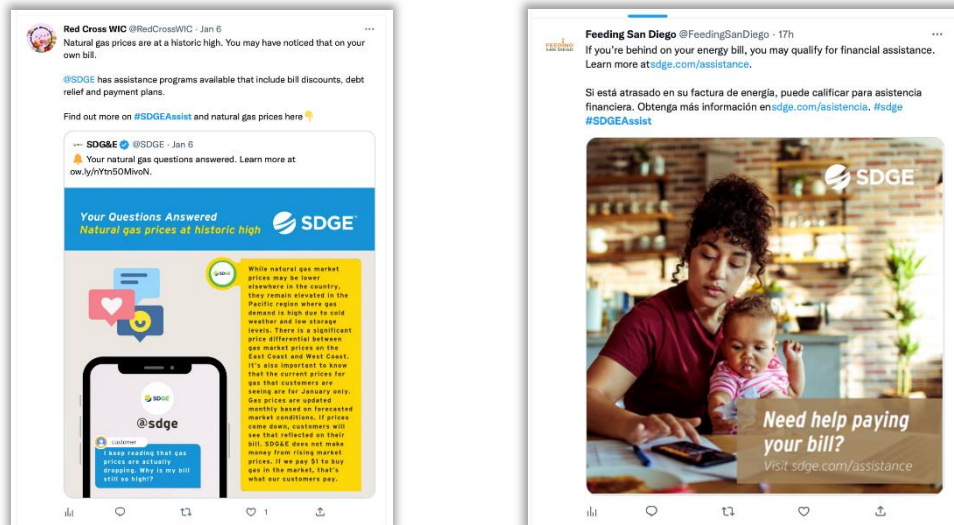 Red Cross WIC @RedCrossWIC · Jan 6
Natural gas prices are at a historic high. You may have noticed that on your
own bill.
@SDGE has assistance programs available that include bill discounts, debt
relief and payment plans.
Find out more on #SDGEAssist and natural gas prices here
SDG&E @SDGE · Jan 6
Your natural gas questions answered. Learn more at
ow.ly/nYtn50MivoN.
Your Questions Answered
Natural gas prices at historic high
SDGE
While natural gas market
prices may be lower
elsewhere in the country,
they remain elevated in the
Pacific region where gas
demand is high due to cold
weather and low storage
levels. There is a significant
price differential between
gas market prices on the
East Coast and West Coast.
It's also important to know
that the current prices for
gas that customers are
seeing are for January only.
Gas prices are updated
monthly based on forecasted
market conditions. If prices
come down, customers will
see that reflected on their
bill. SDG&E does not make
money from rising market
prices. If we pay $1 to buy
gas in the market, that's
what our customers pay.
SDGE
@sdge
customer
I keep reading that gas
prices are actually
dropping. Why is my bill
still so high!?
1
FEEDING
SAN DIEGO
Feeding San Diego @FeedingSanDiego · 17h
If you're behind on your energy bill, you may qualify for financial assistance.
Learn more atsdge.com/assistance.
Si está atrasado en su factura de energía, puede calificar para asistencia
financiera. Obtenga más información ensdge.com/asistencia. #sdge
#SDGEAssist
SDGE
Need help paying
your bill?
Visit sdge.com/assistance